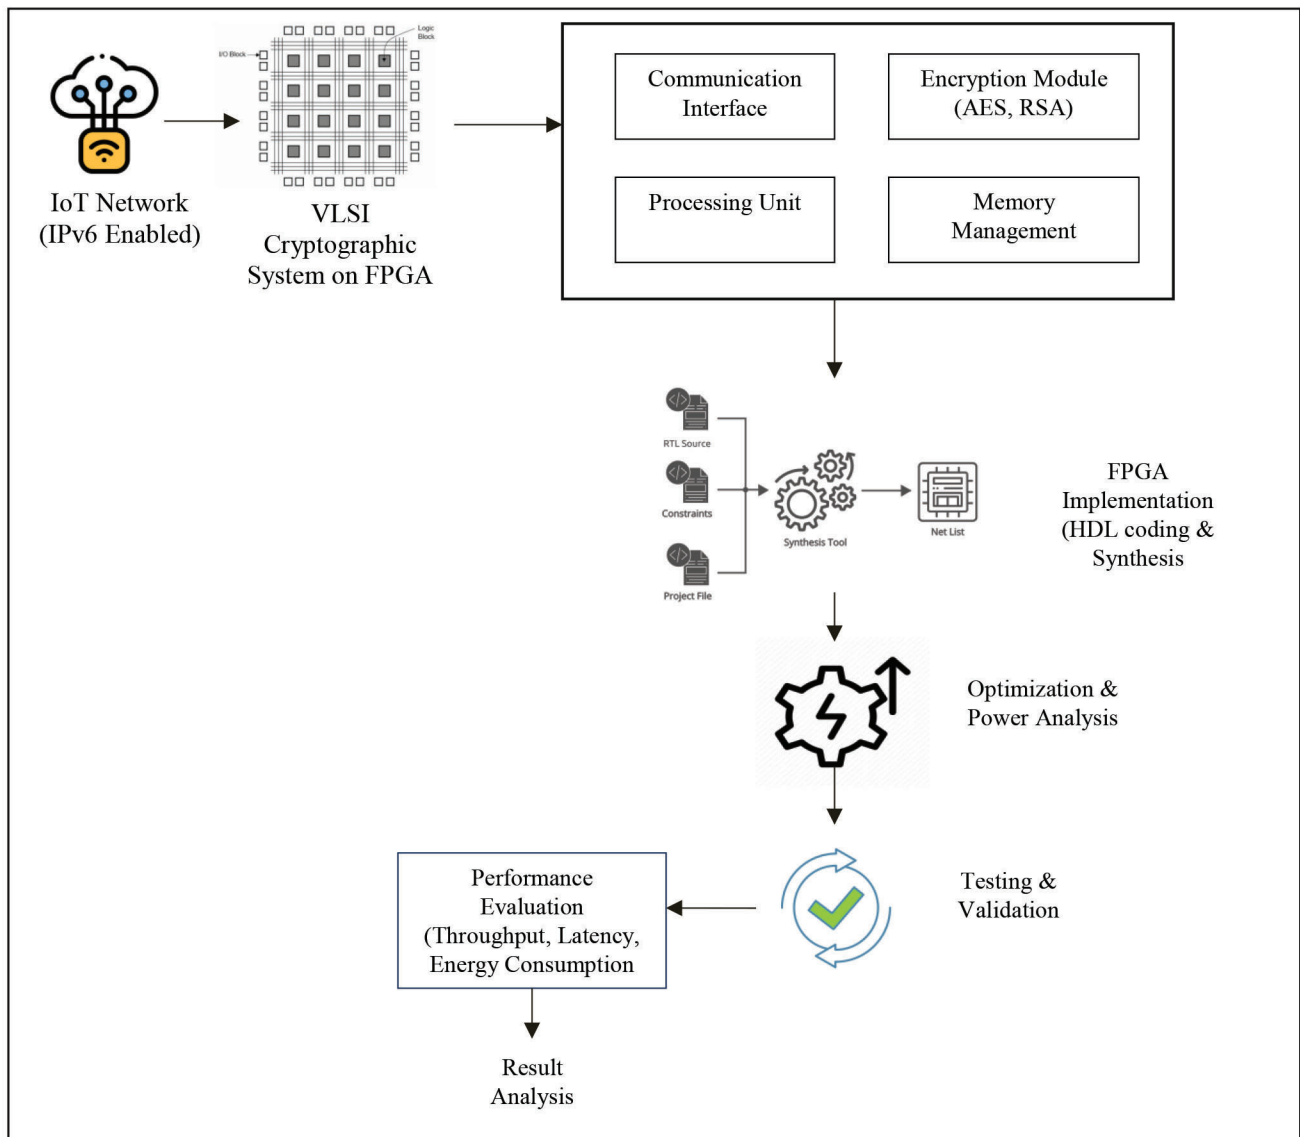 Logic
Block
I/O Block
IoT Network
(IPv6 Enabled)
VLSI
Cryptographic
System on FPGA
Communication
Interface
Encryption Module
(AES, RSA)
Processing Unit
Memory
Management
RTL Source
Constraints
Project File
Synthesis Tool
Net List
FPGA
Implementation
(HDL coding &
Synthesis
Optimization &
Power Analysis
Testing &
Validation
Performance
Evaluation
(Throughput, Latency,
Energy Consumption
Result
Analysis